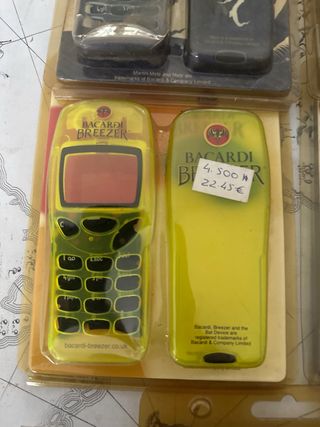 Martini Metz and Metz are
trademarks of Bacardi & Company Limited
BACARDI
BREEZER
bacardi-breezer.co.uk
BACARDI
BREEZER
4.500 ₧
22.45 €
Bacardi, Breezer and the
Bat Device are
registered trademarks of
Bacardi & Company Limited